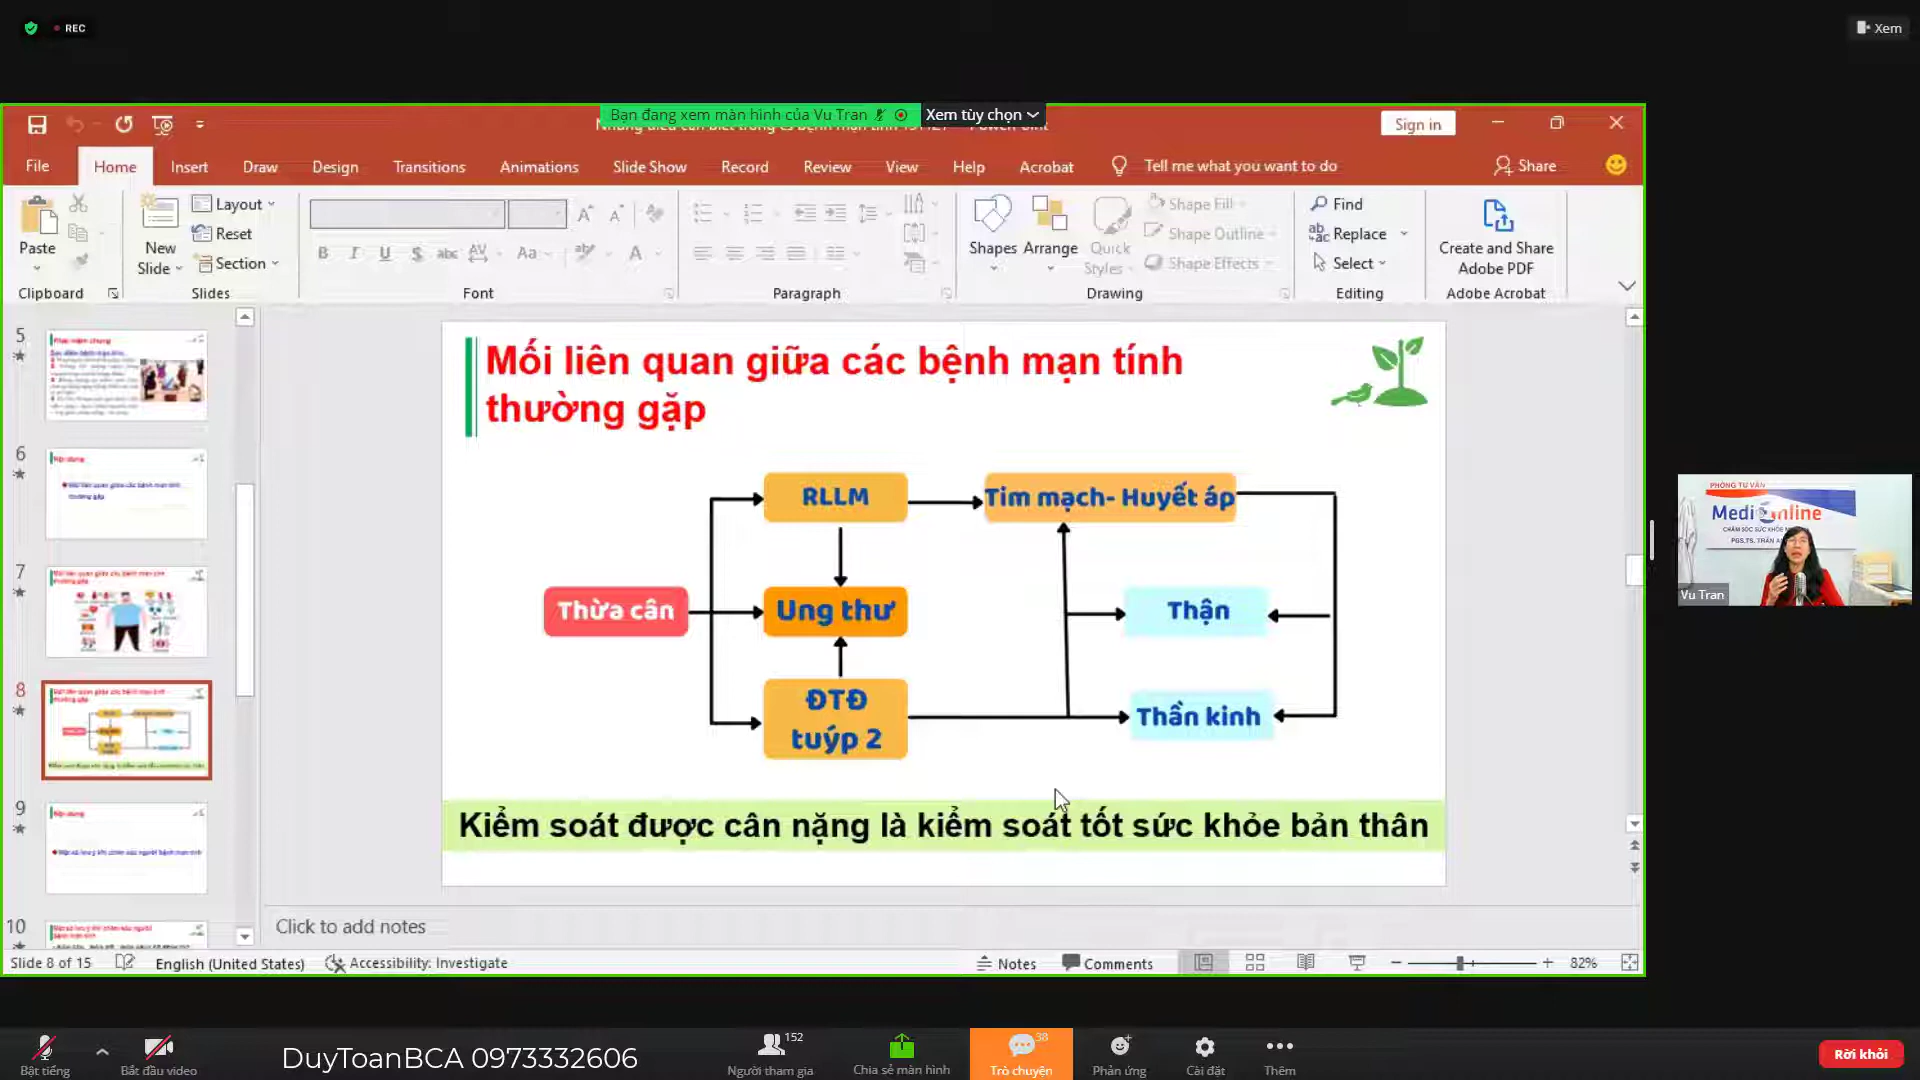 REC
Xem
Bạn đang xem màn hình của Vu Tran
Xem tùy chọn
Sign in
File
Home
Insert
Draw
Design
Transitions
Animations
Slide Show
Record
Review
View
Help
Acrobat
Tell me what you want to do
Share
Paste
New
Slide
Layout
Reset
Section
Shapes
Arrange
Quick
Styles
Shape Fill
Shape Outline
Shape Effects
Find
Replace
Select
Create and Share
Adobe PDF
Clipboard
Slides
Font
Paragraph
Drawing
Editing
Adobe Acrobat
5
6
7
8
9
10
Mối liên quan giữa các bệnh mạn tính
thường gặp
RLLM
Tim mạch- Huyết áp
Thừa cân
Ung thư
Thận
ĐTĐ
tuýp 2
Thần kinh
Kiểm soát được cân nặng là kiểm soát tốt sức khỏe bản thân
Click to add notes
Slide 8 of 15
English (United States)
Accessibility: Investigate
Notes
Comments
82%
PHÒNG TƯ VẤN
Medi Online
Vu Tran
Bật tiếng
Bắt đầu video
DuyToanBCA 0973332606
152
Người tham gia
Chia sẻ màn hình
38
Trò chuyện
Phản ứng
Cài đặt
Thêm
Rời khỏi